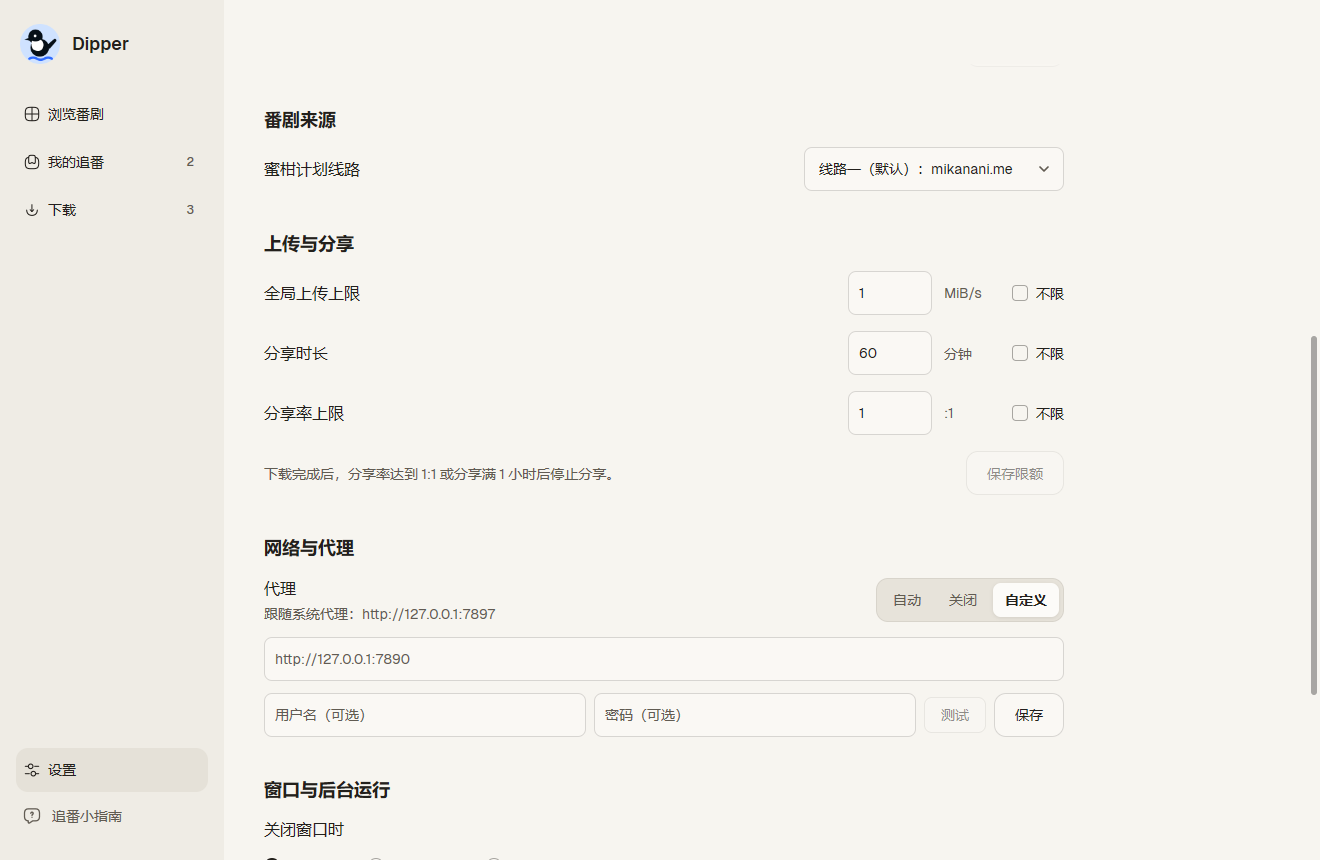 Dipper
浏览番剧
我的追番 2
下载 3
设置
追番小指南
番剧来源
蜜柑计划线路
线路一（默认）：mikanani.me
上传与分享
全局上传上限
1 MiB/s 不限
分享时长
60 分钟 不限
分享率上限
1 :1 不限
下载完成后，分享率达到 1:1 或分享满 1 小时后停止分享。
保存限额
网络与代理
代理
跟随系统代理：http://127.0.0.1:7897
自动 关闭 自定义
http://127.0.0.1:7890
用户名（可选） 密码（可选） 测试 保存
窗口与后台运行
关闭窗口时